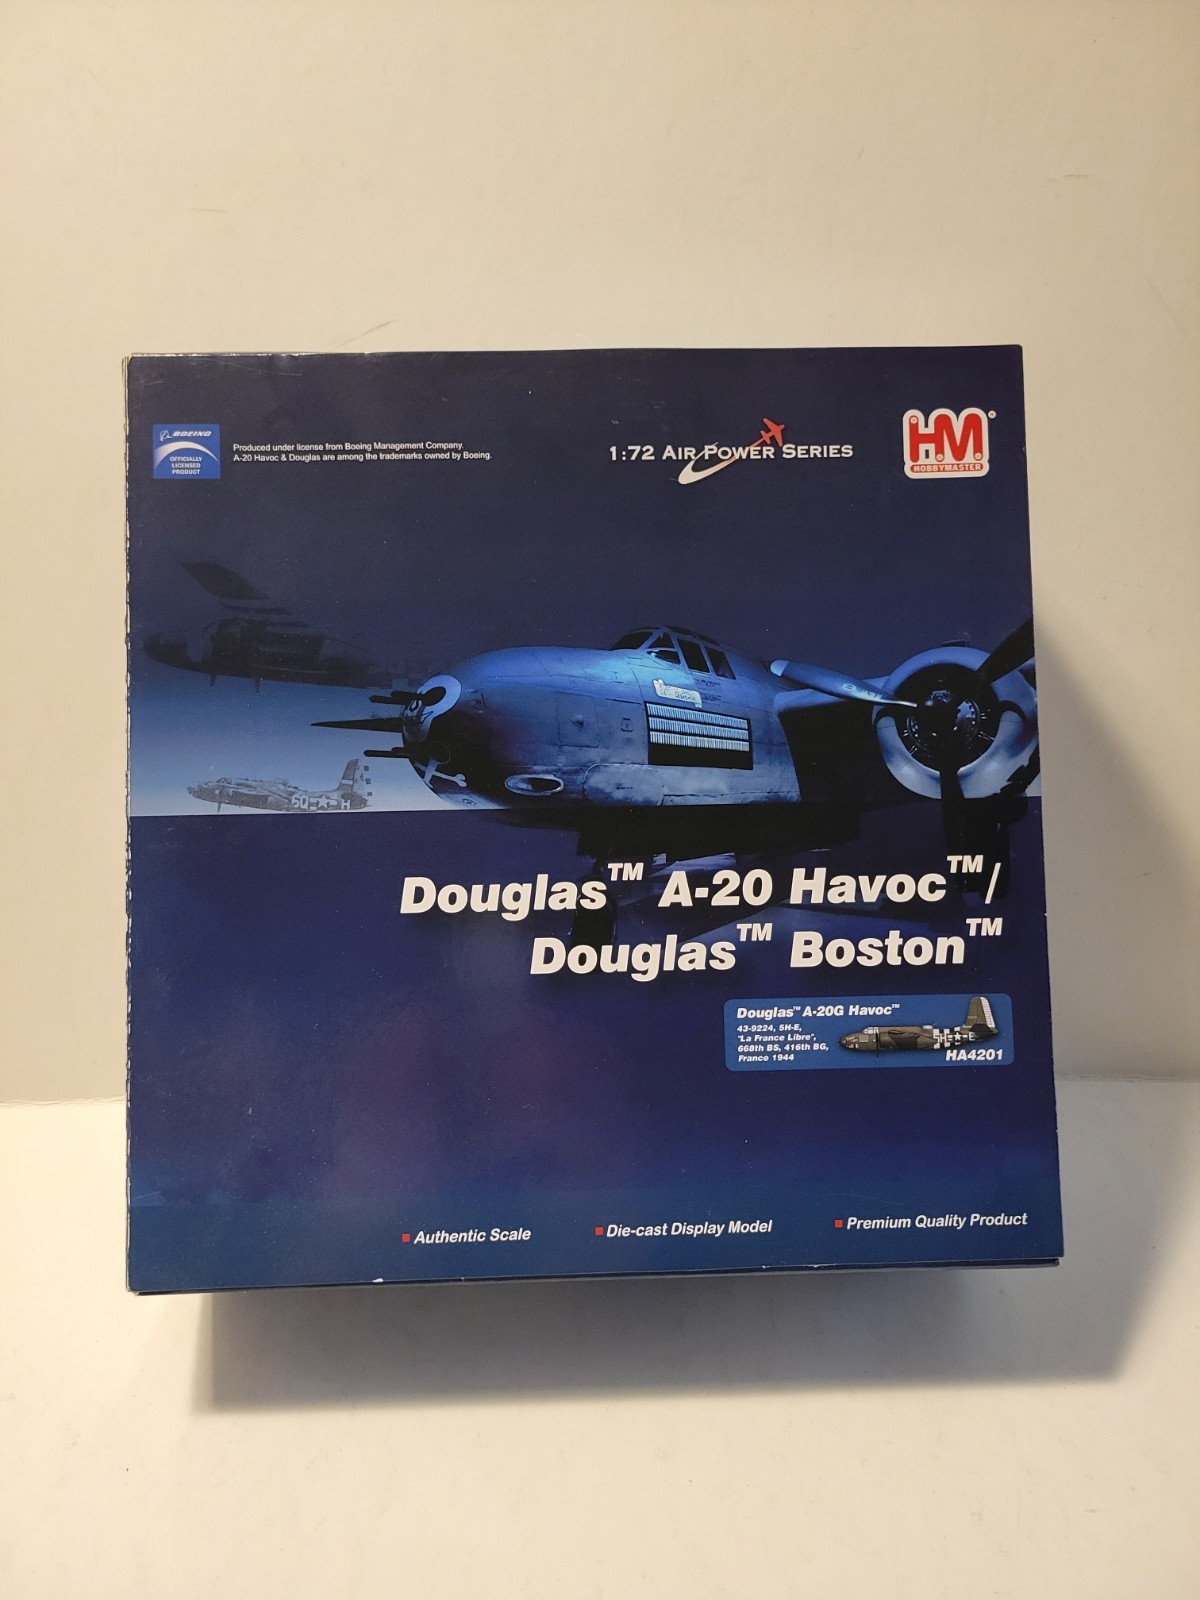 BOEING
OFFICIALLY
LICENSED
PRODUCT
Produced under license from Boeing Management Company.
A-20 Havoc & Douglas are among the trademarks owned by Boeing.
1:72 AIR POWER SERIES
HM®
HOBBYMASTER
5Q H
Douglas™ A-20 Havoc™/
Douglas™ Boston™
Douglas™ A-20G Havoc™
43-9224, 5H-E,
"La France Libre",
668th BS, 416th BG,
France 1944
5H E
HA4201
Authentic Scale
Die-cast Display Model
Premium Quality Product